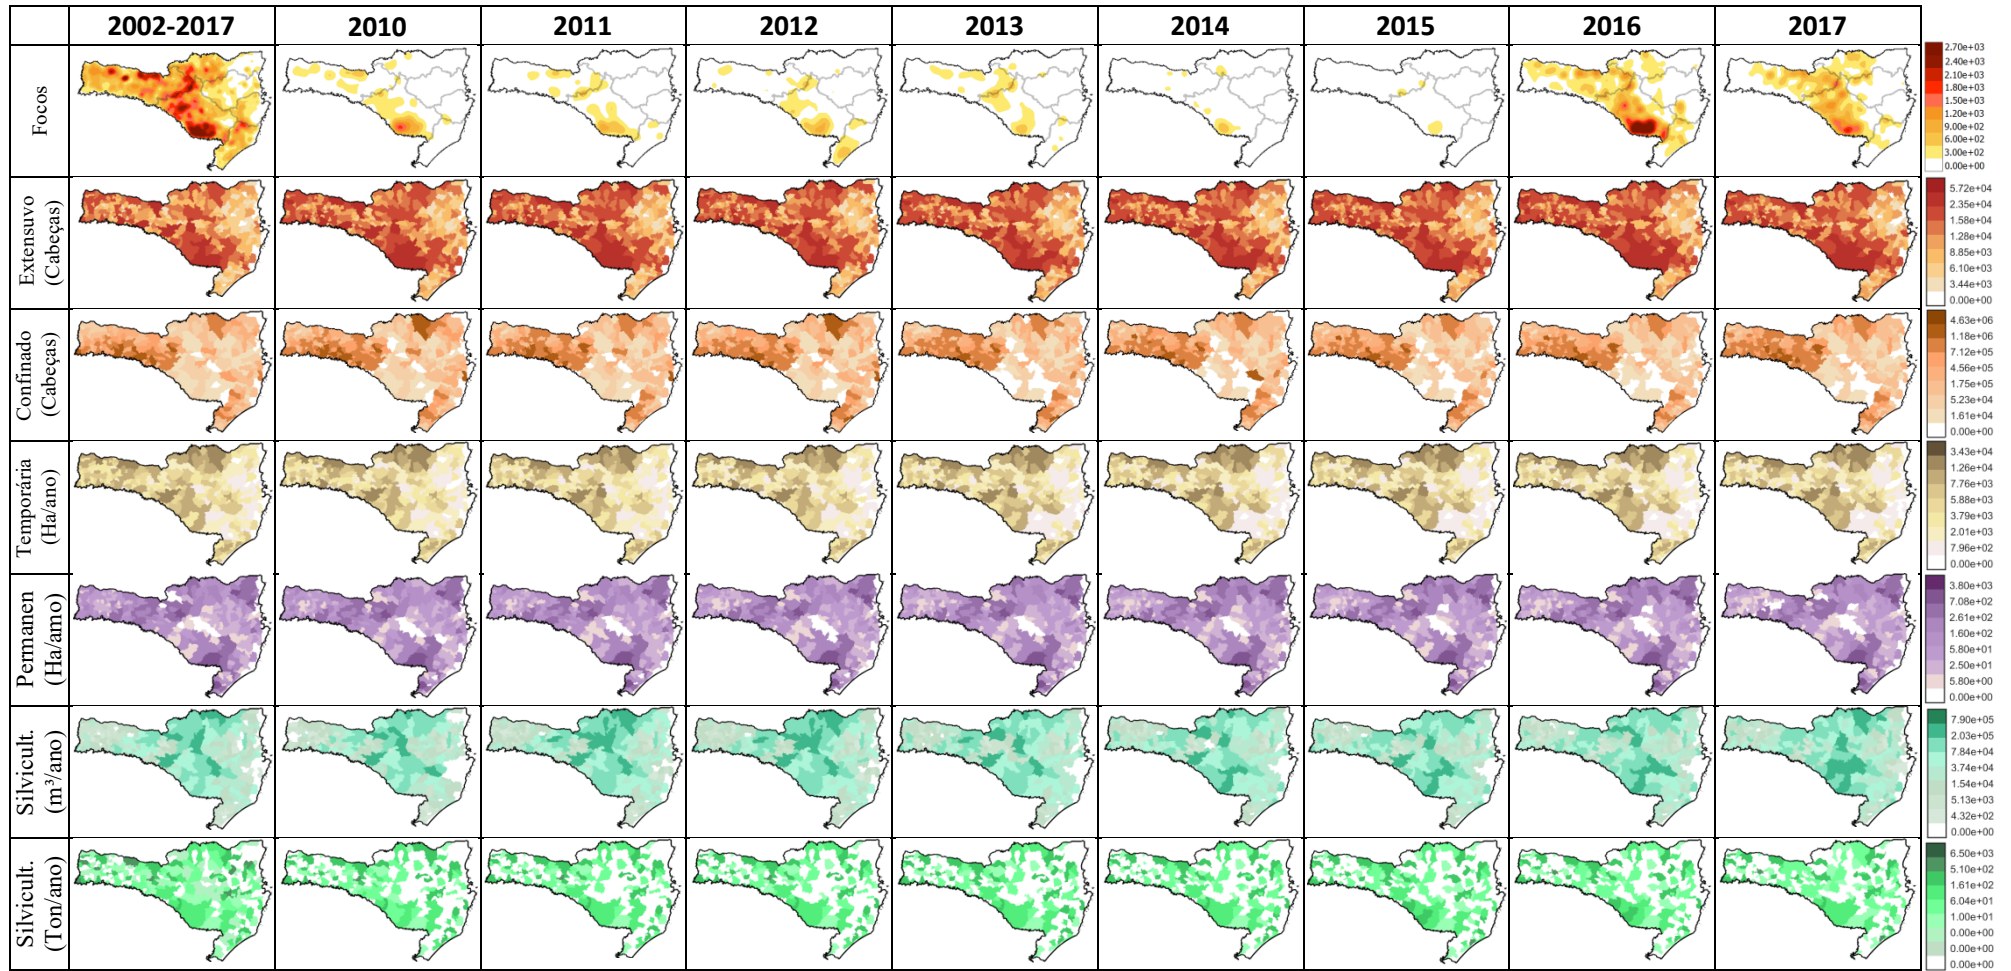 2002-2017 2010 2011 2012 2013 2014 2015 2016 2017
Focos
2.70e+03
2.40e+03
2.10e+03
1.80e+03
1.50e+03
1.20e+03
9.00e+02
6.00e+02
3.00e+02
0.00e+00
Extensuvo
(Cabeças)
5.72e+04
2.35e+04
1.58e+04
1.28e+04
8.85e+03
6.10e+03
3.44e+03
0.00e+00
Confinado
(Cabeças)
4.63e+06
1.18e+06
7.12e+05
4.56e+05
1.75e+05
5.23e+04
1.61e+04
0.00e+00
Temporária
(Ha/ano)
3.43e+04
1.26e+04
7.76e+03
5.88e+03
3.79e+03
2.01e+03
7.96e+02
0.00e+00
Permanen
(Ha/amo)
3.80e+03
7.08e+02
2.61e+02
1.60e+02
5.80e+01
2.50e+01
5.80e+00
0.00e+00
Silvicult.
(m³/ano)
7.90e+05
2.03e+05
7.84e+04
3.74e+04
1.54e+04
5.13e+03
4.32e+02
0.00e+00
Silvicult.
(Ton/ano)
6.50e+03
5.10e+02
1.61e+02
6.04e+01
1.00e+01
0.00e+00
0.00e+00
0.00e+00